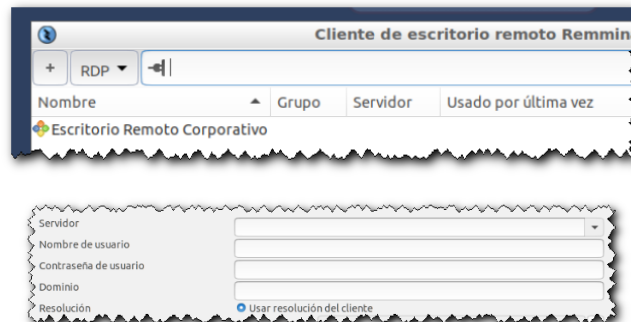 Cliente de escritorio remoto Remmina
+ RDP
Nombre Grupo Servidor Usado por última vez
Escritorio Remoto Corporativo
Servidor
Nombre de usuario
Contraseña de usuario
Dominio
Resolución Usar resolución del cliente